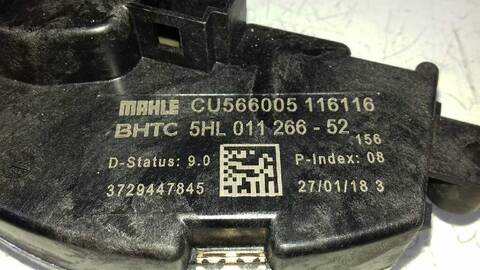 MAHLE CU566005 116116
BHTC 5HL 011 266 - 52
156
D-Status: 9.0 P-Index: 08
3729447845 27/01/18 3